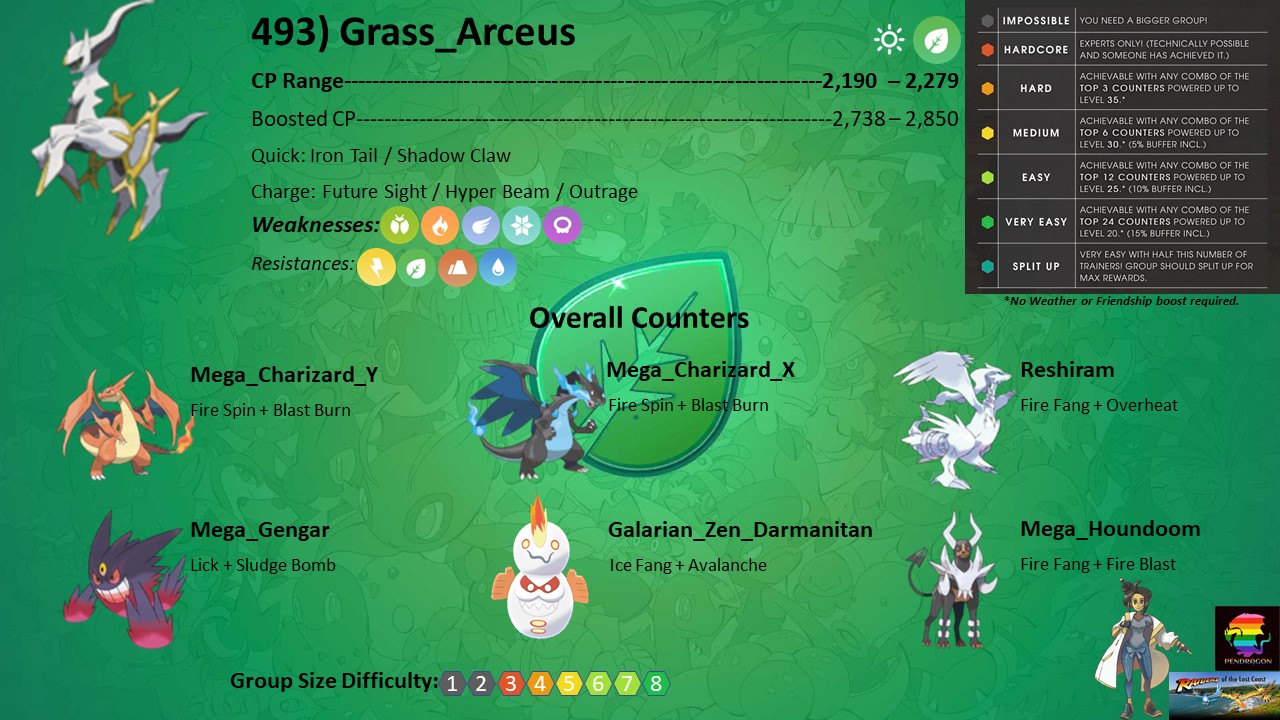 493) Grass_Arceus
CP Range------------------------------------------------------------------2,190 – 2,279
Boosted CP------------------------------------------------------------------2,738 – 2,850
Quick: Iron Tail / Shadow Claw
Charge: Future Sight / Hyper Beam / Outrage
Weaknesses:
Resistances:
IMPOSSIBLE YOU NEED A BIGGER GROUP!
HARDCORE EXPERTS ONLY! (TECHNICALLY POSSIBLE
AND SOMEONE HAS ACHIEVED IT.)
HARD ACHIEVABLE WITH ANY COMBO OF THE
TOP 3 COUNTERS POWERED UP TO
LEVEL 35.*
MEDIUM ACHIEVABLE WITH ANY COMBO OF THE
TOP 6 COUNTERS POWERED UP TO
LEVEL 30.* (5% BUFFER INCL.)
EASY ACHIEVABLE WITH ANY COMBO OF THE
TOP 12 COUNTERS POWERED UP TO
LEVEL 25.* (10% BUFFER INCL.)
VERY EASY ACHIEVABLE WITH ANY COMBO OF THE
TOP 24 COUNTERS POWERED UP TO
LEVEL 20.* (15% BUFFER INCL.)
SPLIT UP VERY EASY WITH HALF THIS NUMBER OF
TRAINERS! GROUP SHOULD SPLIT UP FOR
MAX REWARDS.
*No Weather or Friendship boost required.
Overall Counters
Mega_Charizard_Y
Fire Spin + Blast Burn
Mega_Charizard_X
Fire Spin + Blast Burn
Reshiram
Fire Fang + Overheat
Mega_Gengar
Lick + Sludge Bomb
Galarian_Zen_Darmanitan
Ice Fang + Avalanche
Mega_Houndoom
Fire Fang + Fire Blast
Group Size Difficulty: 1 2 3 4 5 6 7 8
PENDRAGON
RAIDERS of the Lost Coast